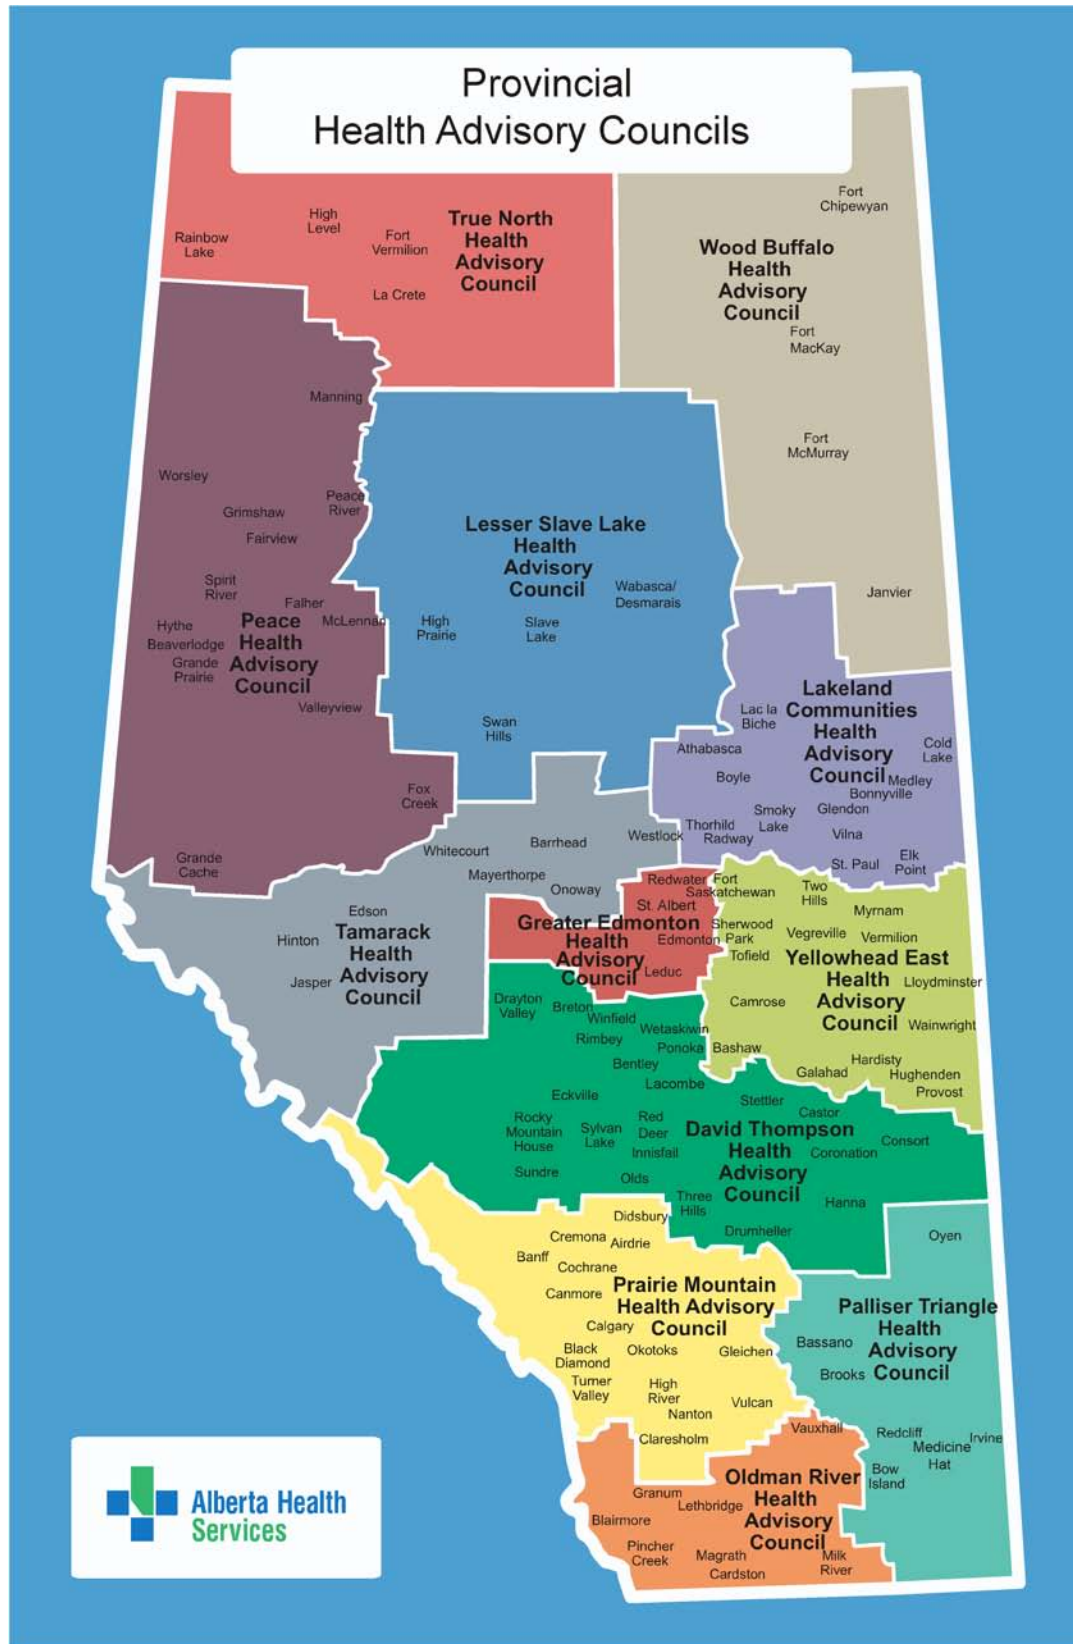 Provincial
Health Advisory Councils
True North
Health
Advisory
Council
Rainbow
Lake
High
Level
Fort
Vermilion
La Crete
Wood Buffalo
Health
Advisory
Council
Fort
Chipewyan
Fort
MacKay
Fort
McMurray
Janvier
Manning
Worsley
Peace
River
Grimshaw
Fairview
Spirit
River
Falher
McLennan
Hythe
Beaverlodge
Grande
Prairie
Peace
Health
Advisory
Council
Valleyview
Fox
Creek
Grande
Cache
Lesser Slave Lake
Health
Advisory
Council
Wabasca/
Desmarais
High
Prairie
Slave
Lake
Swan
Hills
Lakeland
Communities
Health
Advisory
Council
Lac la
Biche
Athabasca
Boyle
Cold
Lake
Medley
Bonnyville
Glendon
Smoky
Lake
Thorhild
Radway
Vilna
St. Paul
Elk
Point
Westlock
Barrhead
Whitecourt
Mayerthorpe
Onoway
Edson
Hinton
Jasper
Tamarack
Health
Advisory
Council
Redwater
Fort
Saskatchewan
St. Albert
Greater Edmonton
Health
Advisory
Council
Edmonton
Sherwood
Park
Leduc
Two
Hills
Myrnam
Vegreville
Vermilion
Tofield
Yellowhead East
Health
Advisory
Council
Lloydminster
Camrose
Wainwright
Bashaw
Hardisty
Galahad
Hughenden
Provost
Drayton
Valley
Breton
Winfield
Wetaskiwin
Rimbey
Ponoka
Bentley
Lacombe
Eckville
Stettler
Castor
Rocky
Mountain
House
Sylvan
Lake
Red
Deer
Innisfail
David Thompson
Health
Advisory
Council
Coronation
Consort
Sundre
Olds
Three
Hills
Hanna
Drumheller
Didsbury
Cremona
Airdrie
Banff
Cochrane
Canmore
Prairie Mountain
Health Advisory
Council
Calgary
Black
Diamond
Okotoks
Gleichen
Turner
Valley
High
River
Nanton
Vulcan
Claresholm
Oyen
Palliser Triangle
Health
Advisory
Council
Bassano
Brooks
Redcliff
Medicine
Hat
Irvine
Bow
Island
Vauxhall
Oldman River
Health
Advisory
Council
Granum
Lethbridge
Blairmore
Pincher
Creek
Magrath
Cardston
Milk
River
Alberta Health
Services